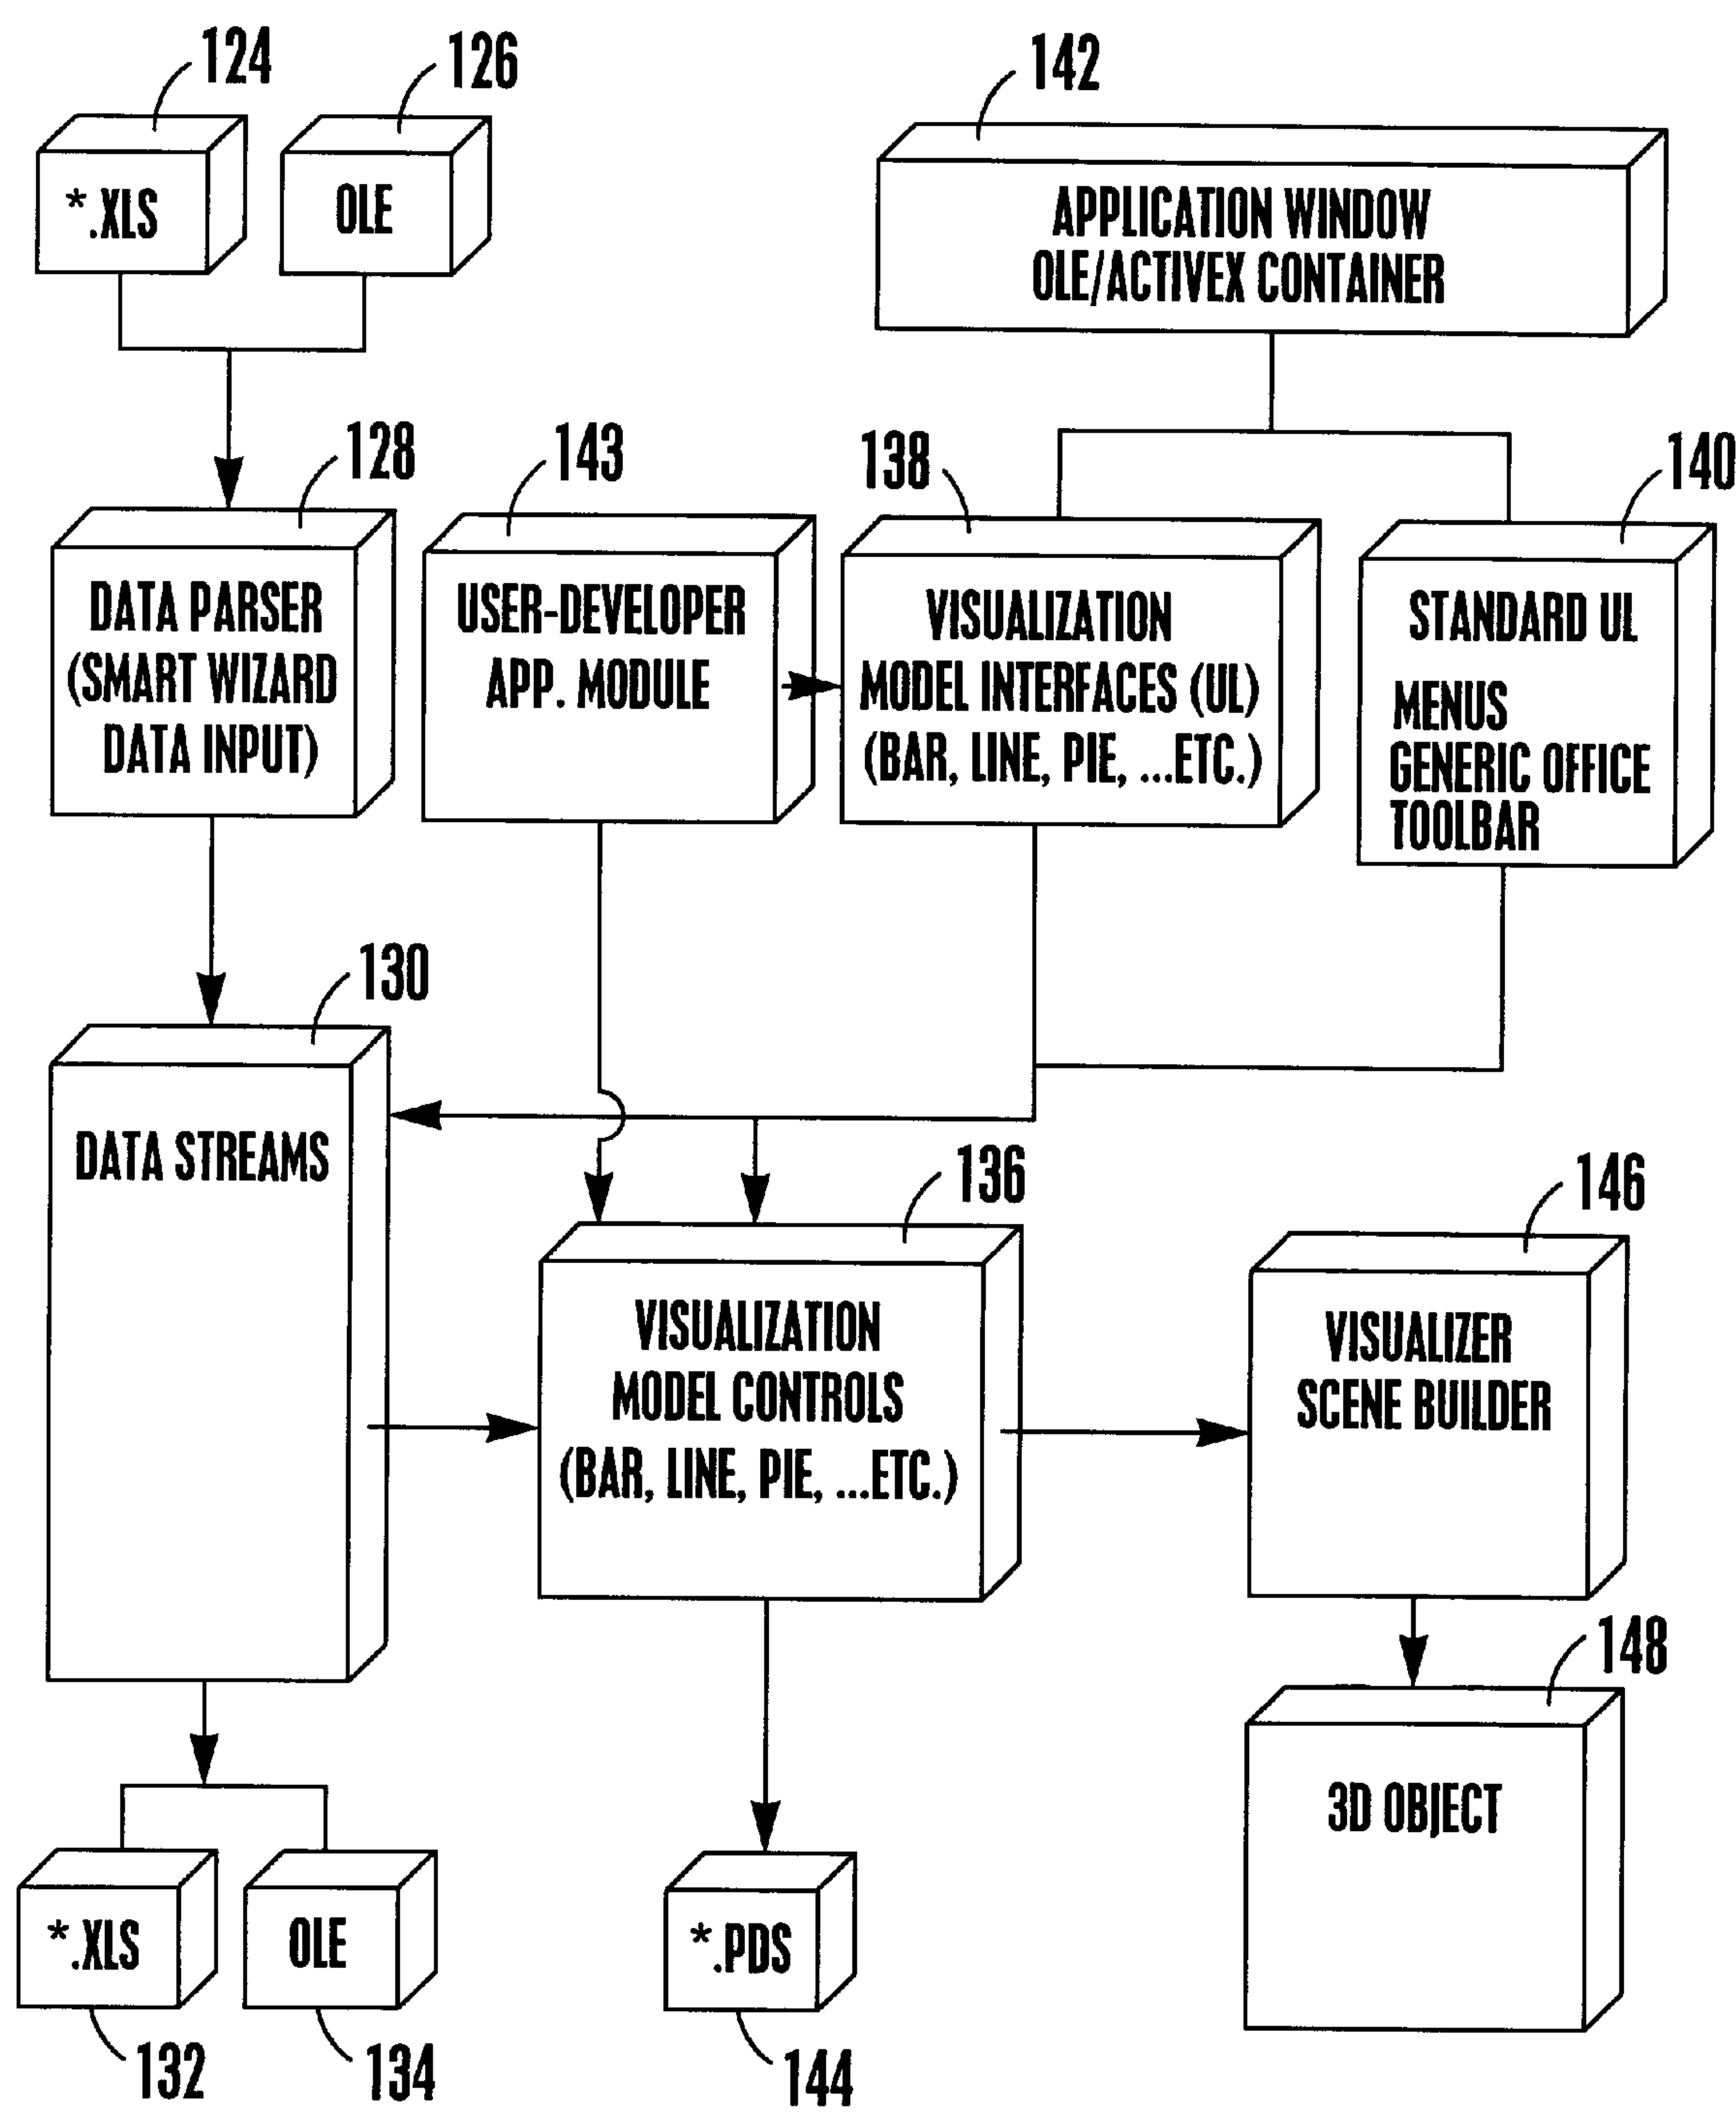 124
126
142
*.XLS
OLE
APPLICATION WINDOW
OLE/ACTIVEX CONTAINER
128
143
138
140
DATA PARSER
(SMART WIZARD
DATA INPUT)
USER-DEVELOPER
APP. MODULE
VISUALIZATION
MODEL INTERFACES (UL)
(BAR, LINE, PIE, ...ETC.)
STANDARD UL
MENUS
GENERIC OFFICE
TOOLBAR
130
DATA STREAMS
136
146
VISUALIZATION
MODEL CONTROLS
(BAR, LINE, PIE, ...ETC.)
VISUALIZER
SCENE BUILDER
148
3D OBJECT
*.XLS
OLE
*.PDS
132
134
144